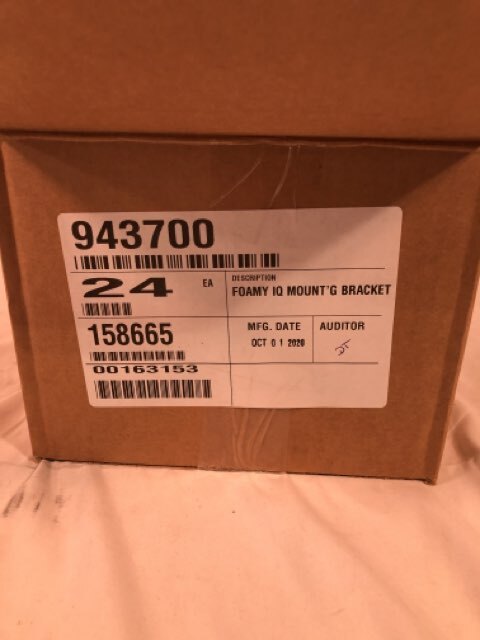 943700
24 EA
DESCRIPTION
FOAMY IQ MOUNT'G BRACKET
158665
MFG. DATE
OCT 0 1 2020
AUDITOR
00163153